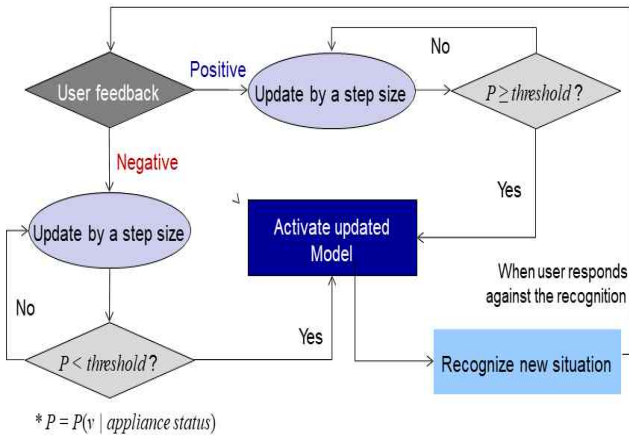 No
Positive
User feedback
Update by a step size
P ≥ threshold ?
Negative
Yes
Update by a step size
Activate updated
Model
When user responds
against the recognition
No
Yes
P < threshold ?
Recognize new situation
* P = P(v | appliance status)